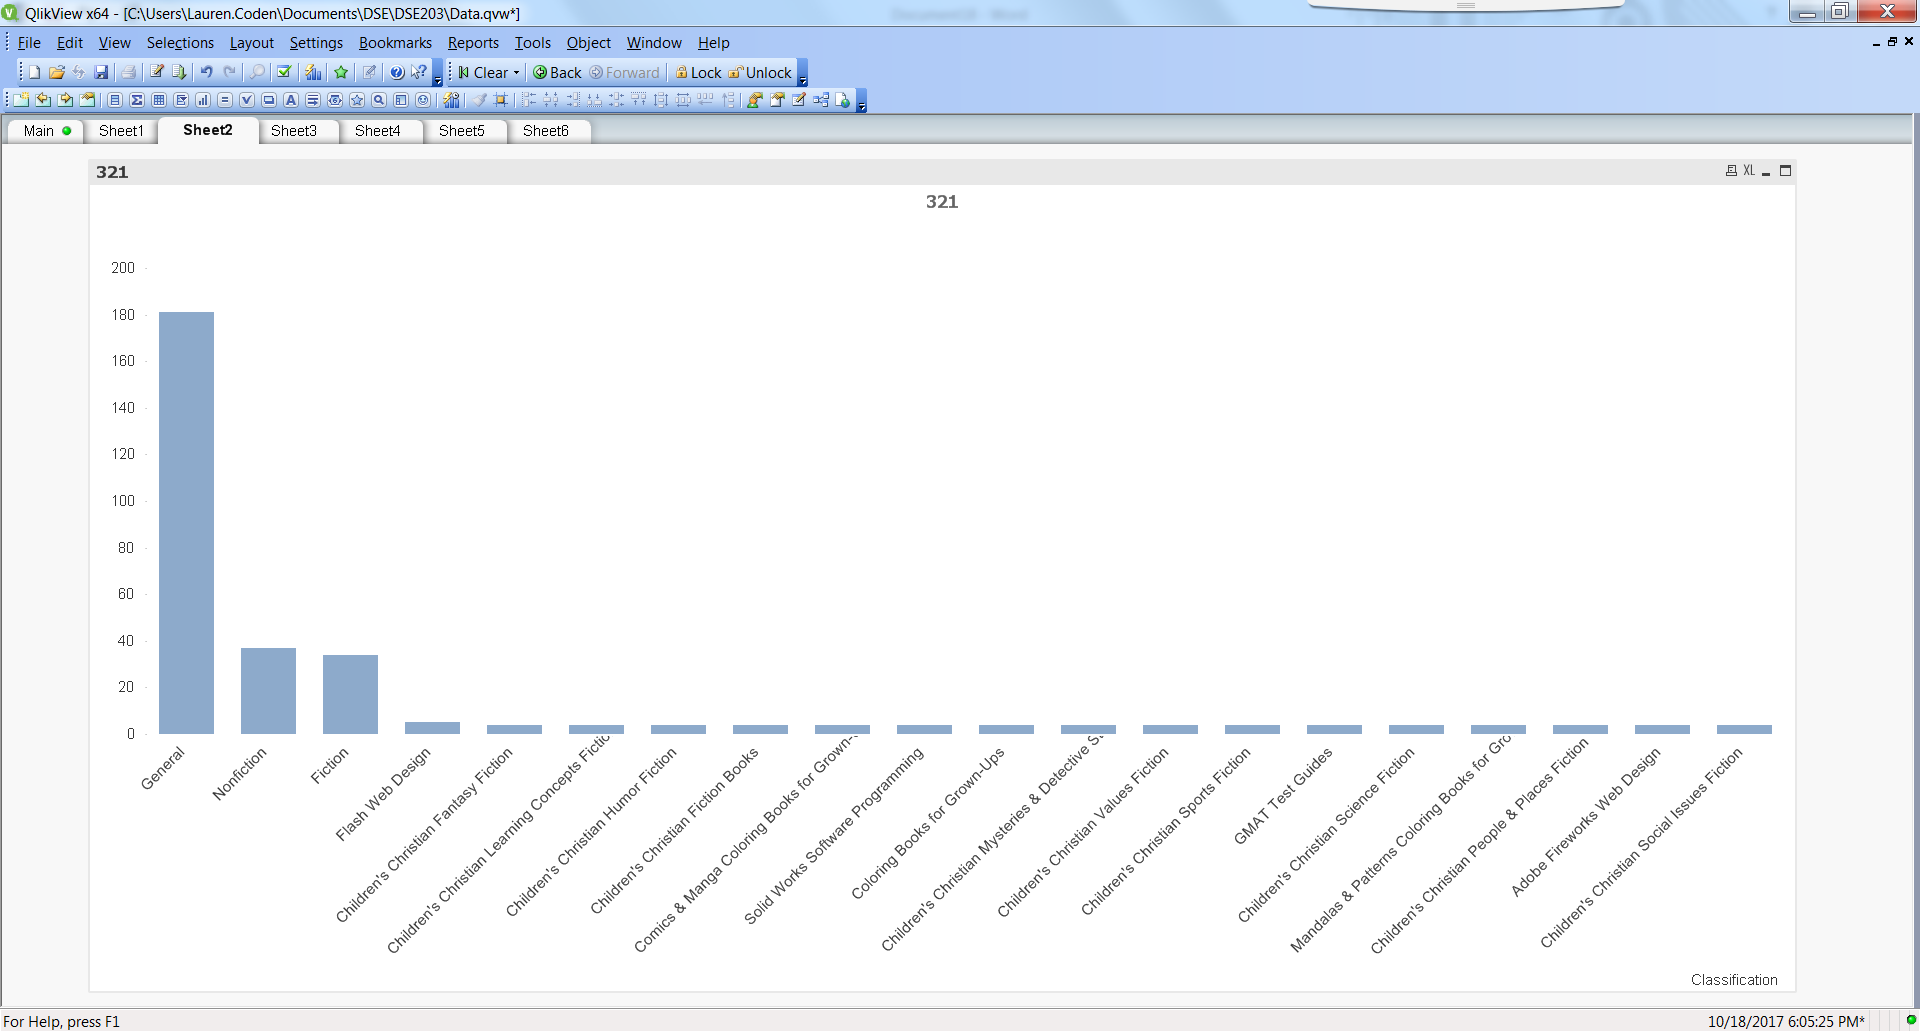 QlikView x64 - [C:\Users\Lauren.Coden\Documents\DSE\DSE203\Data.qvw*]
File Edit View Selections Layout Settings Bookmarks Reports Tools Object Window Help
Clear Back Forward Lock Unlock
Main Sheet1 Sheet2 Sheet3 Sheet4 Sheet5 Sheet6
321 XL
321
200
180
160
140
120
100
80
60
40
20
0
General
Nonfiction
Fiction
Flash Web Design
Children's Christian Fantasy Fiction
Children's Christian Learning Concepts Fictio
Children's Christian Humor Fiction
Children's Christian Fiction Books
Comics & Manga Coloring Books for Grown-
Solid Works Software Programming
Coloring Books for Grown-Ups
Children's Christian Mysteries & Detective St
Children's Christian Values Fiction
Children's Christian Sports Fiction
GMAT Test Guides
Children's Christian Science Fiction
Mandalas & Patterns Coloring Books for Gro
Children's Christian People & Places Fiction
Adobe Fireworks Web Design
Children's Christian Social Issues Fiction
Classification
For Help, press F1 10/18/2017 6:05:25 PM*